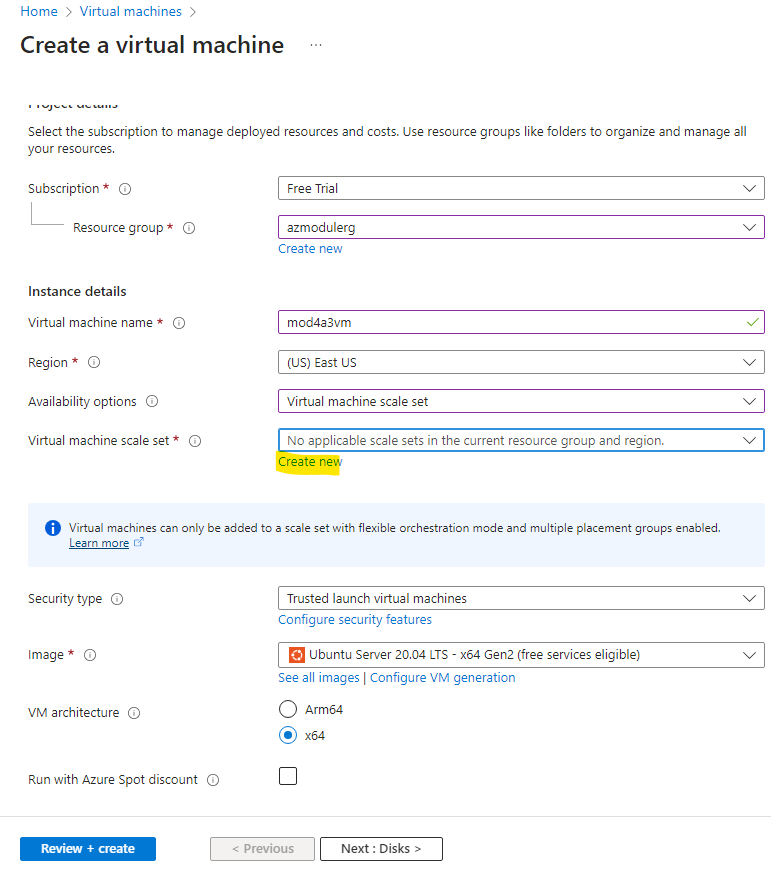 Home > Virtual machines >
Create a virtual machine ...
Project details
Select the subscription to manage deployed resources and costs. Use resource groups like folders to organize and manage all
your resources.
Subscription *
Free Trial
Resource group *
azmodulerg
Create new
Instance details
Virtual machine name *
mod4a3vm
Region *
(US) East US
Availability options
Virtual machine scale set
Virtual machine scale set *
No applicable scale sets in the current resource group and region.
Create new
Virtual machines can only be added to a scale set with flexible orchestration mode and multiple placement groups enabled.
Learn more
Security type
Trusted launch virtual machines
Configure security features
Image *
Ubuntu Server 20.04 LTS - x64 Gen2 (free services eligible)
See all images | Configure VM generation
VM architecture
Arm64
x64
Run with Azure Spot discount
Review + create
< Previous
Next : Disks >